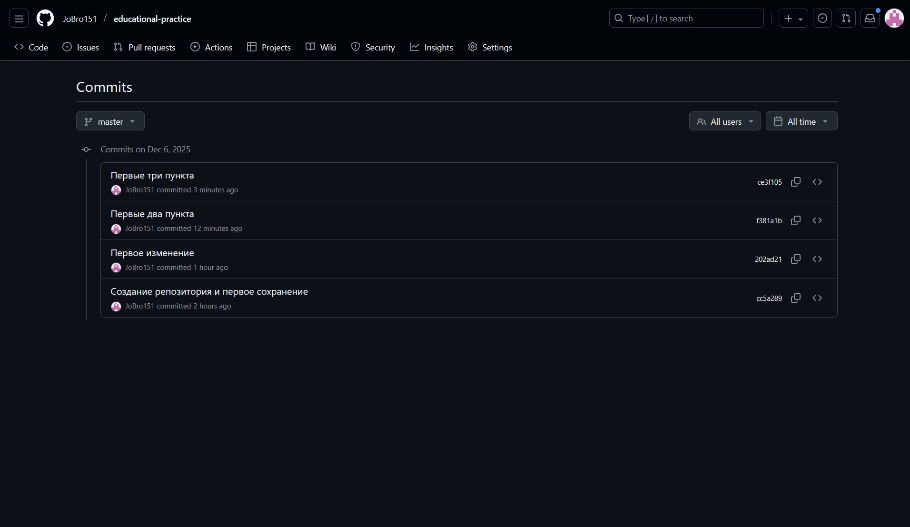 JoBro151 / educational-practice
Type / to search
Code Issues Pull requests Actions Projects Wiki Security Insights Settings
Commits
master All users All time
Commits on Dec 6, 2025
Первые три пункта
JoBro151 committed 3 minutes ago
ce3f105
Первые два пункта
JoBro151 committed 12 minutes ago
f381a1b
Первое изменение
JoBro151 committed 1 hour ago
202ad21
Создание репозитория и первое сохранение
JoBro151 committed 2 hours ago
cc5a289